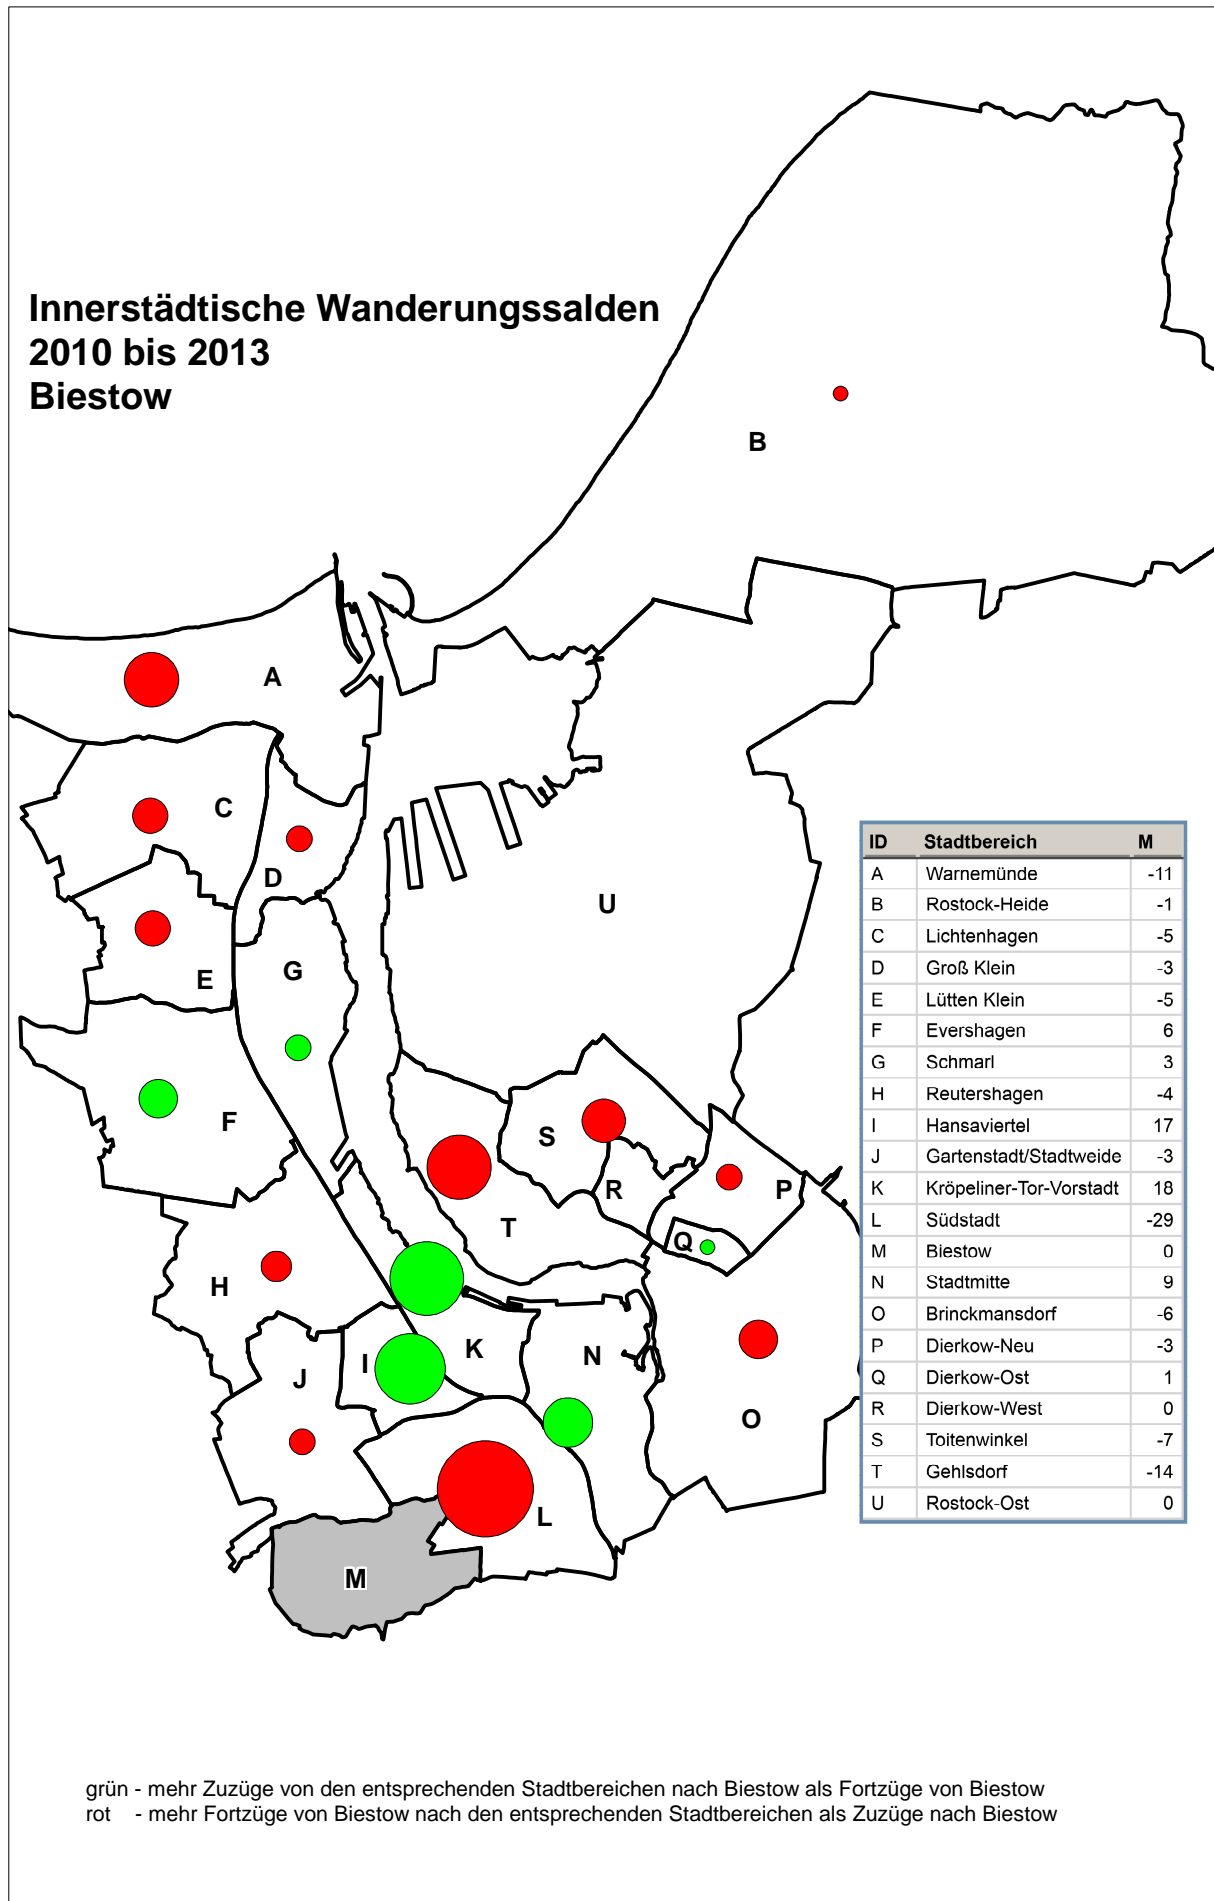 Innerstädtische Wanderungssalden
2010 bis 2013
Biestow
B
A
C
D
E
G
U
F
S
R
P
T
Q
H
K
I
N
J
O
L
M
ID Stadtbereich M
A Warnemünde -11
B Rostock-Heide -1
C Lichtenhagen -5
D Groß Klein -3
E Lütten Klein -5
F Evershagen 6
G Schmarl 3
H Reutershagen -4
I Hansaviertel 17
J Gartenstadt/Stadtweide -3
K Kröpeliner-Tor-Vorstadt 18
L Südstadt -29
M Biestow 0
N Stadtmitte 9
O Brinckmansdorf -6
P Dierkow-Neu -3
Q Dierkow-Ost 1
R Dierkow-West 0
S Toitenwinkel -7
T Gehlsdorf -14
U Rostock-Ost 0
grün - mehr Zuzüge von den entsprechenden Stadtbereichen nach Biestow als Fortzüge von Biestow
rot - mehr Fortzüge von Biestow nach den entsprechenden Stadtbereichen als Zuzüge nach Biestow